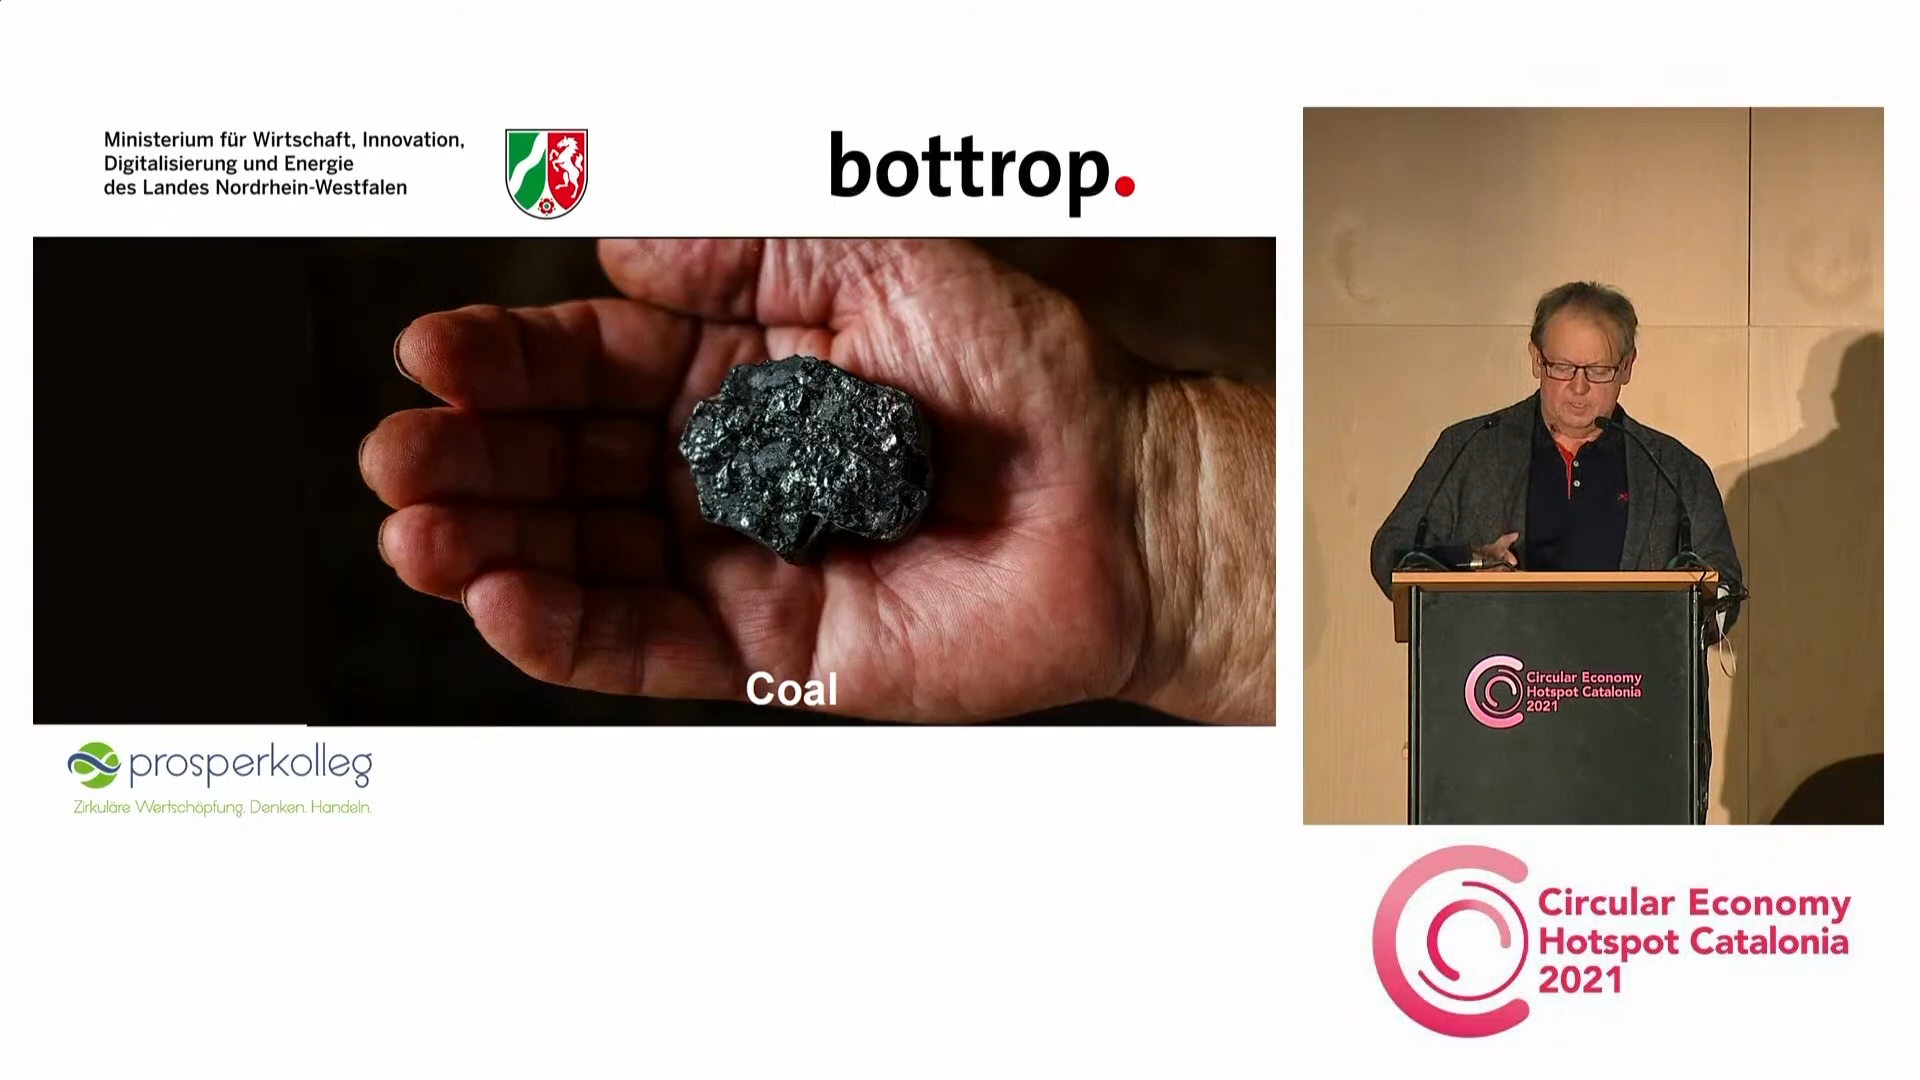 Ministerium für Wirtschaft, Innovation,
Digitalisierung und Energie
des Landes Nordrhein-Westfalen
bottrop.
Coal
prosperkolleg
Zirkuläre Wertschöpfung. Denken. Handeln.
Circular Economy
Hotspot Catalonia
2021
Circular Economy
Hotspot Catalonia
2021